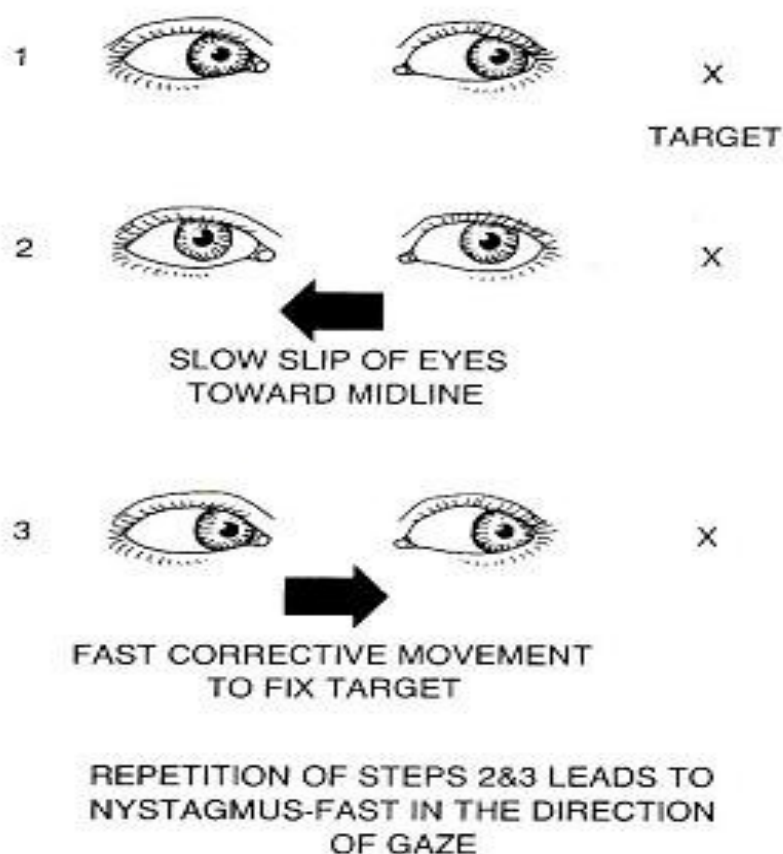 1
X
TARGET
2
X
SLOW SLIP OF EYES
TOWARD MIDLINE
3
X
FAST CORRECTIVE MOVEMENT
TO FIX TARGET
REPETITION OF STEPS 2&3 LEADS TO
NYSTAGMUS-FAST IN THE DIRECTION
OF GAZE